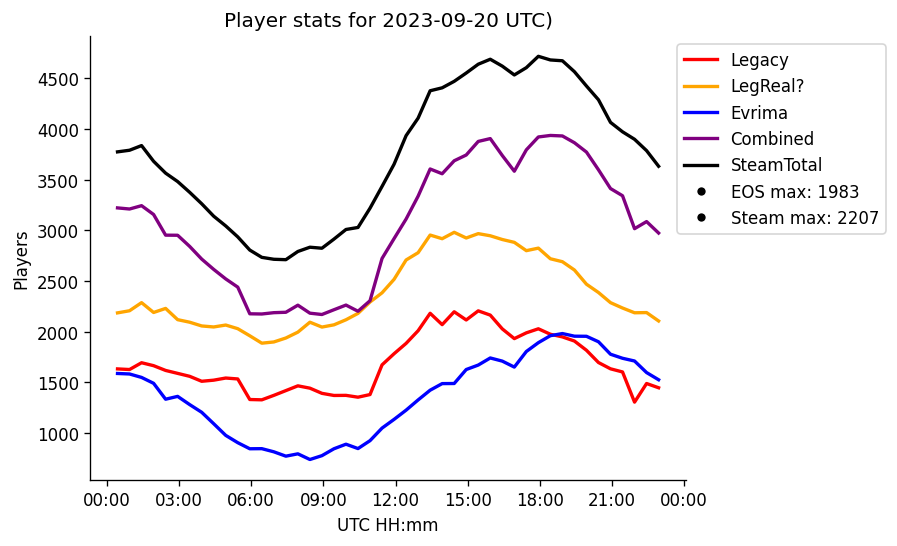 Player stats for 2023-09-20 UTC)
Legacy
LegReal?
Evrima
Combined
SteamTotal
EOS max: 1983
Steam max: 2207
Players
4500
4000
3500
3000
2500
2000
1500
1000
00:00 03:00 06:00 09:00 12:00 15:00 18:00 21:00 00:00
UTC HH:mm